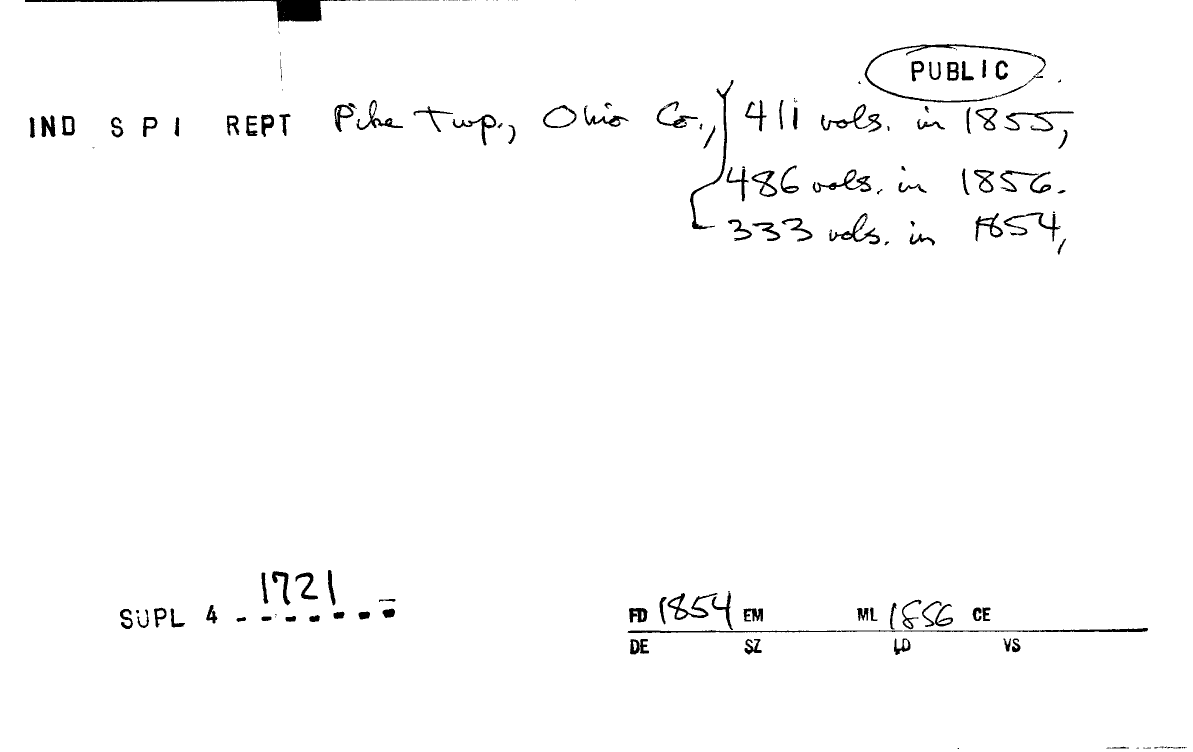 PUBLIC
IND S P I REPT Pike Twp., Ohio Co., 411 vols. in 1855,
486 vols. in 1856.
333 vols. in 1854,
1721
SUPL 4 - - - - - - -
FD 1854 EM ML 1856 CE
DE SZ LD VS